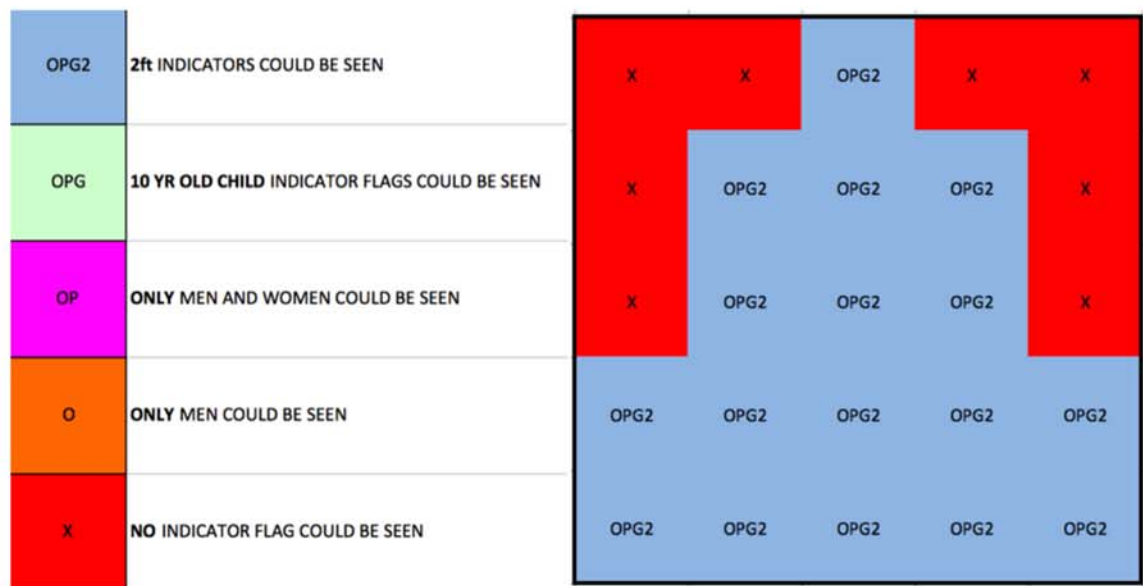 OPG2 2ft INDICATORS COULD BE SEEN
OPG 10 YR OLD CHILD INDICATOR FLAGS COULD BE SEEN
OP ONLY MEN AND WOMEN COULD BE SEEN
O ONLY MEN COULD BE SEEN
X NO INDICATOR FLAG COULD BE SEEN
X X OPG2 X X
X OPG2 OPG2 OPG2 X
X OPG2 OPG2 OPG2 X
OPG2 OPG2 OPG2 OPG2 OPG2
OPG2 OPG2 OPG2 OPG2 OPG2